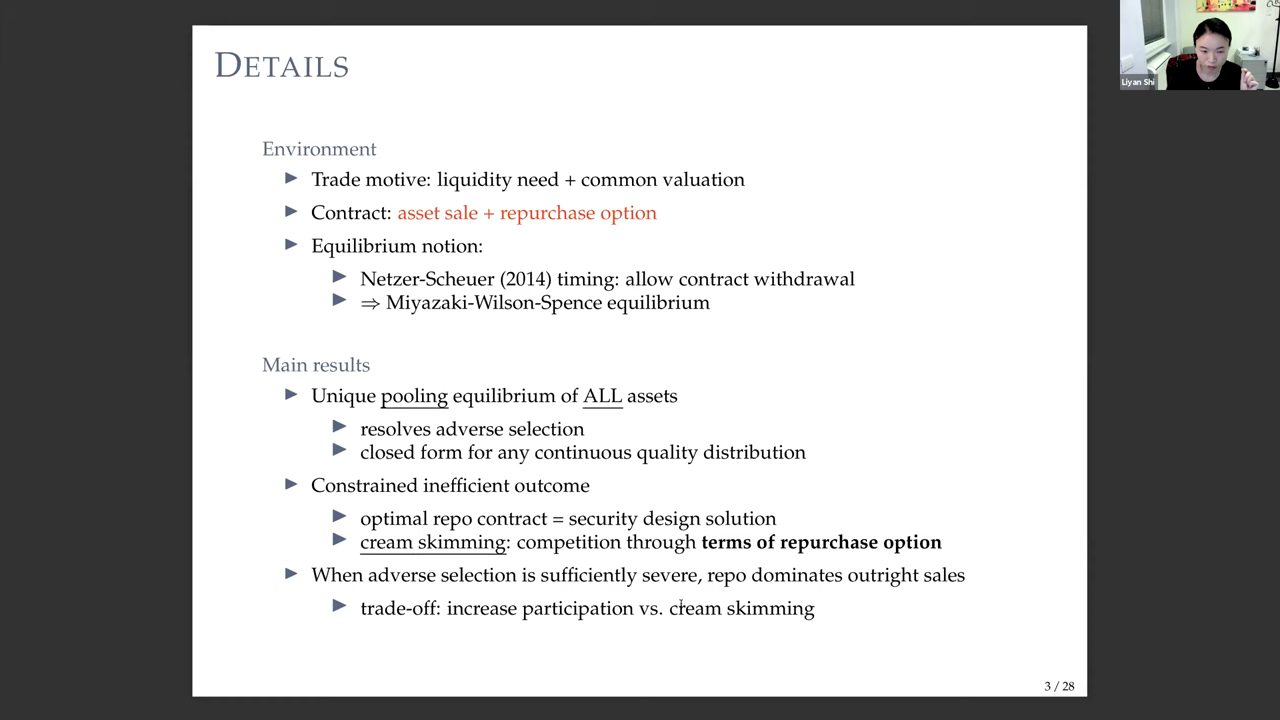 DETAILS
Liyan Shi
Environment
Trade motive: liquidity need + common valuation
Contract: asset sale + repurchase option
Equilibrium notion:
Netzer-Scheuer (2014) timing: allow contract withdrawal
⇒ Miyazaki-Wilson-Spence equilibrium
Main results
Unique pooling equilibrium of ALL assets
resolves adverse selection
closed form for any continuous quality distribution
Constrained inefficient outcome
optimal repo contract = security design solution
cream skimming: competition through terms of repurchase option
When adverse selection is sufficiently severe, repo dominates outright sales
trade-off: increase participation vs. cream skimming
3 / 28